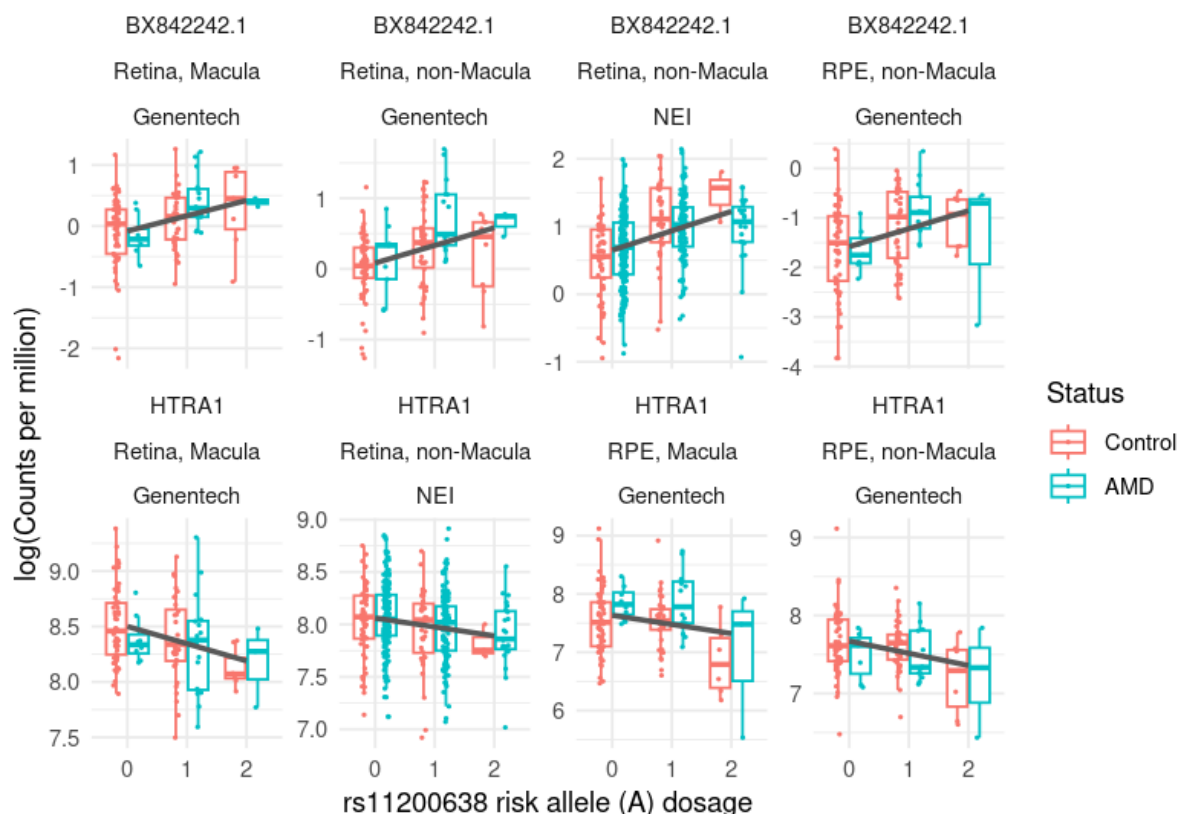 BX842242.1 BX842242.1 BX842242.1 BX842242.1
Retina, Macula Retina, non-Macula Retina, non-Macula RPE, non-Macula
Genentech Genentech NEI Genentech
1
0
-1
-2
1
0
-1
2
1
0
-1
0
-1
-2
-3
-4
HTRA1 HTRA1 HTRA1 HTRA1
Retina, Macula Retina, non-Macula RPE, Macula RPE, non-Macula
Genentech NEI Genentech Genentech
9.0
8.5
8.0
7.5
9.0
8.5
8.0
7.5
7.0
9
8
7
6
9
8
7
0 1 2 0 1 2 0 1 2 0 1 2
rs11200638 risk allele (A) dosage
log(Counts per million)
Status
Control
AMD